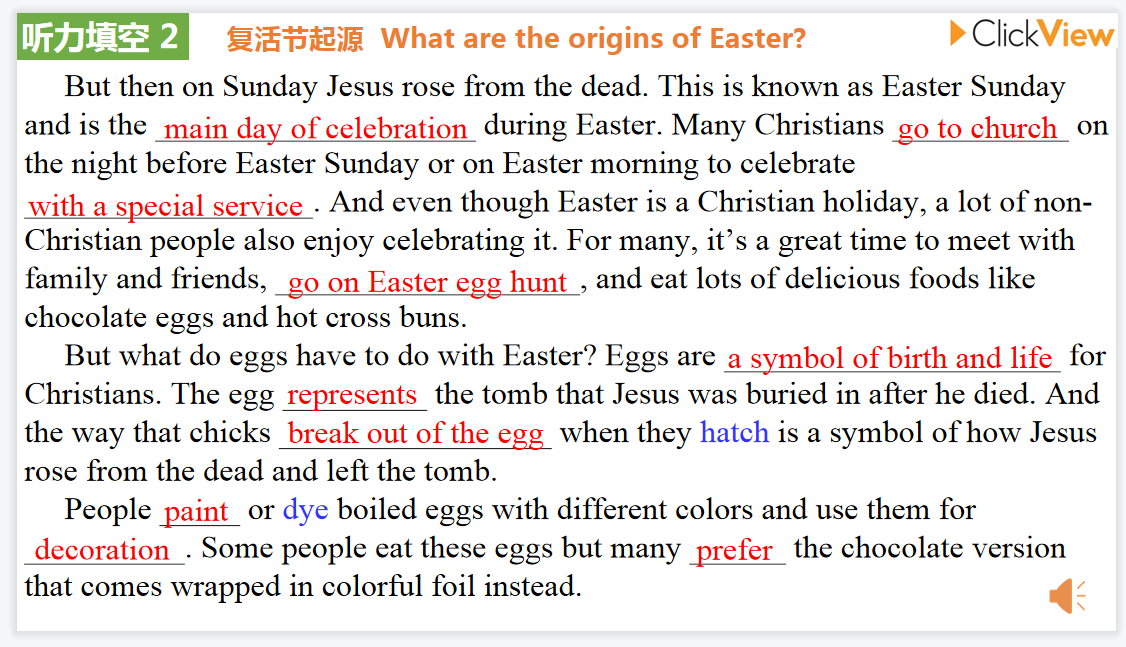 听力填空 2 复活节起源 What are the origins of Easter? ClickView
But then on Sunday Jesus rose from the dead. This is known as Easter Sunday
and is the main day of celebration during Easter. Many Christians go to church on
the night before Easter Sunday or on Easter morning to celebrate
with a special service. And even though Easter is a Christian holiday, a lot of non-
Christian people also enjoy celebrating it. For many, it's a great time to meet with
family and friends, go on Easter egg hunt, and eat lots of delicious foods like
chocolate eggs and hot cross buns.
But what do eggs have to do with Easter? Eggs are a symbol of birth and life for
Christians. The egg represents the tomb that Jesus was buried in after he died. And
the way that chicks break out of the egg when they hatch is a symbol of how Jesus
rose from the dead and left the tomb.
People paint or dye boiled eggs with different colors and use them for
decoration. Some people eat these eggs but many prefer the chocolate version
that comes wrapped in colorful foil instead.